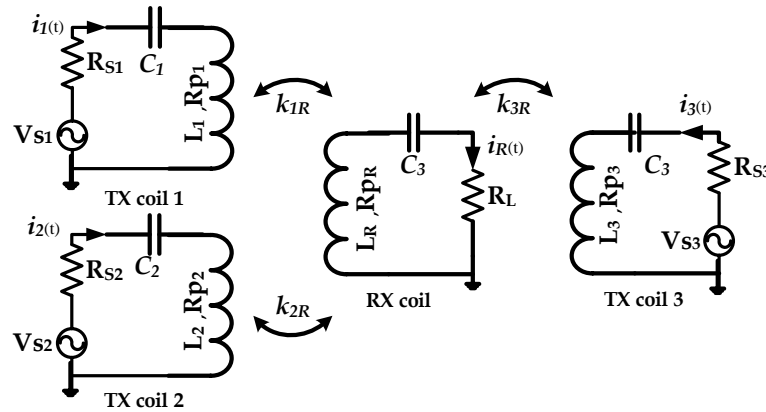 i1(t)
C1
RS1
L1 ,Rp1
VS1
TX coil 1
k1R
k3R
i2(t)
C2
RS2
L2 ,Rp2
VS2
TX coil 2
k2R
C3
iR(t)
LR ,RpR
RL
RX coil
i3(t)
C3
RS3
L3 ,Rp3
VS3
TX coil 3